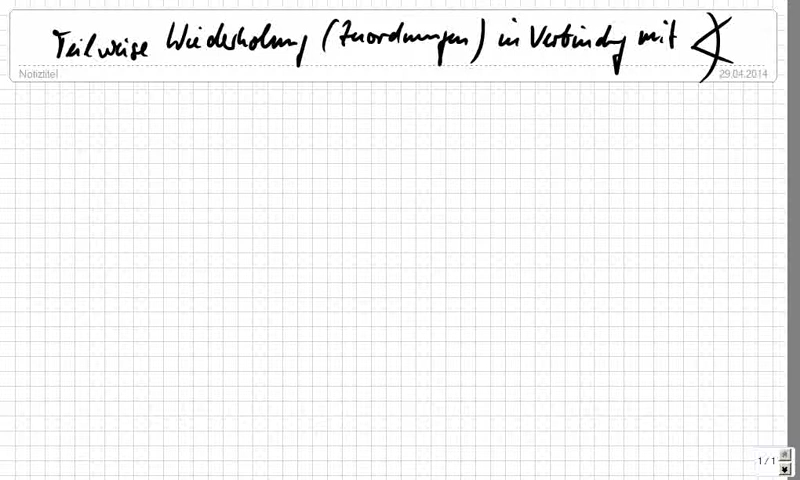 Teilweise Wiederholung (Zuordnungen) in Verbindung mit ∢
Notiztitel
29.04.2014
1 / 1